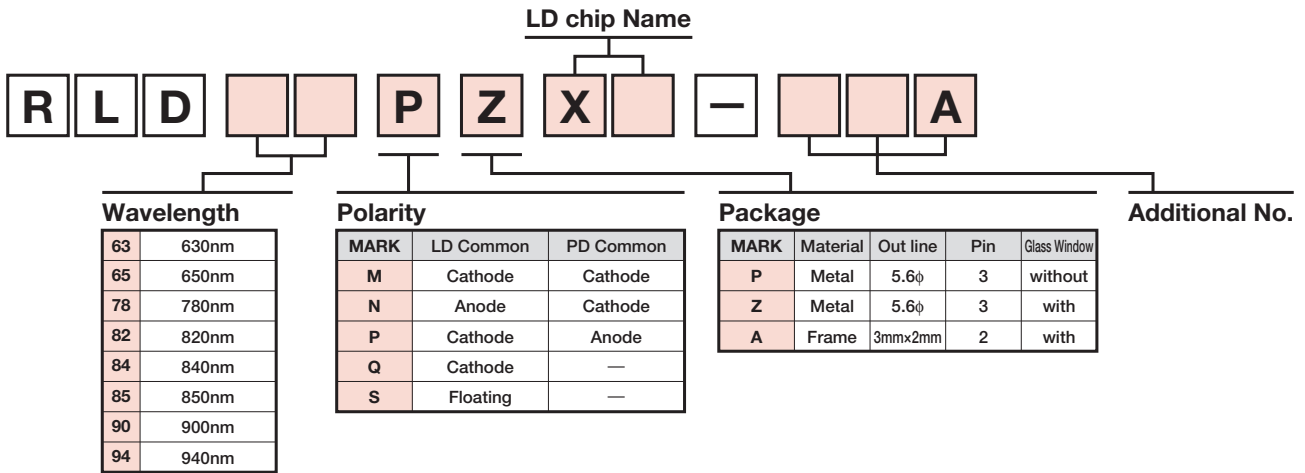 LD chip Name
R L D P Z X — A
Wavelength
63 630nm
65 650nm
78 780nm
82 820nm
84 840nm
85 850nm
90 900nm
94 940nm
Polarity
MARK LD Common PD Common
M Cathode Cathode
N Anode Cathode
P Cathode Anode
Q Cathode —
S Floating —
Package
MARK Material Out line Pin Glass Window
P Metal 5.6ϕ 3 without
Z Metal 5.6ϕ 3 with
A Frame 3mm×2mm 2 with
Additional No.